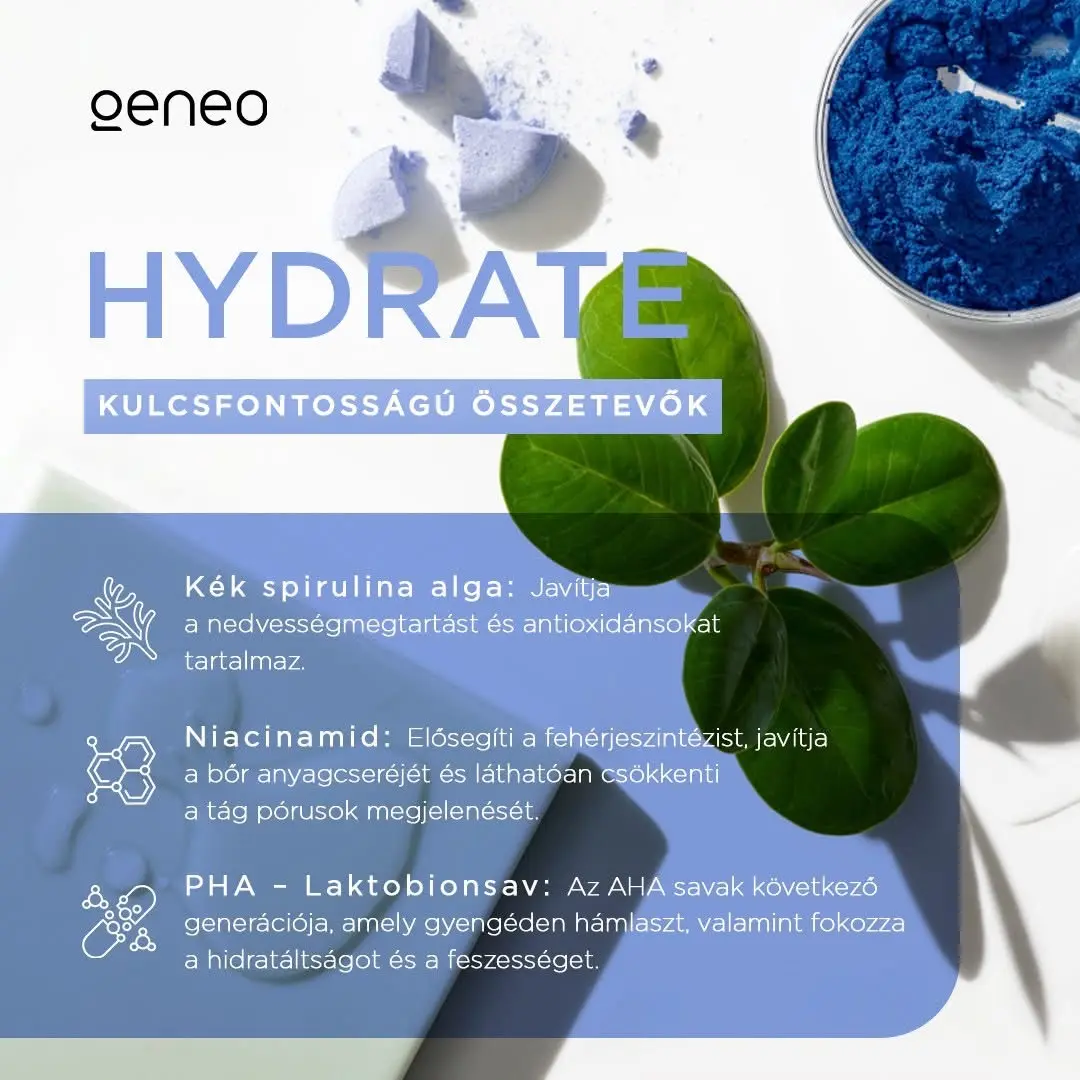 geneo
HYDRATE
KULCSFONTOSSÁGÚ ÖSSZETEVŐK
Kék spirulina alga: Javítja
a nedvességmegtartást és antioxidánsokat
tartalmaz.
Niacinamid: Elősegíti a fehérjeszintézist, javítja
a bőr anyagcseréjét és láthatóan csökkenti
a tág pórusok megjelenését.
PHA – Laktobionsav: Az AHA savak következő
generációja, amely gyengéden hámlaszt, valamint fokozza
a hidratáltságot és a feszességet.